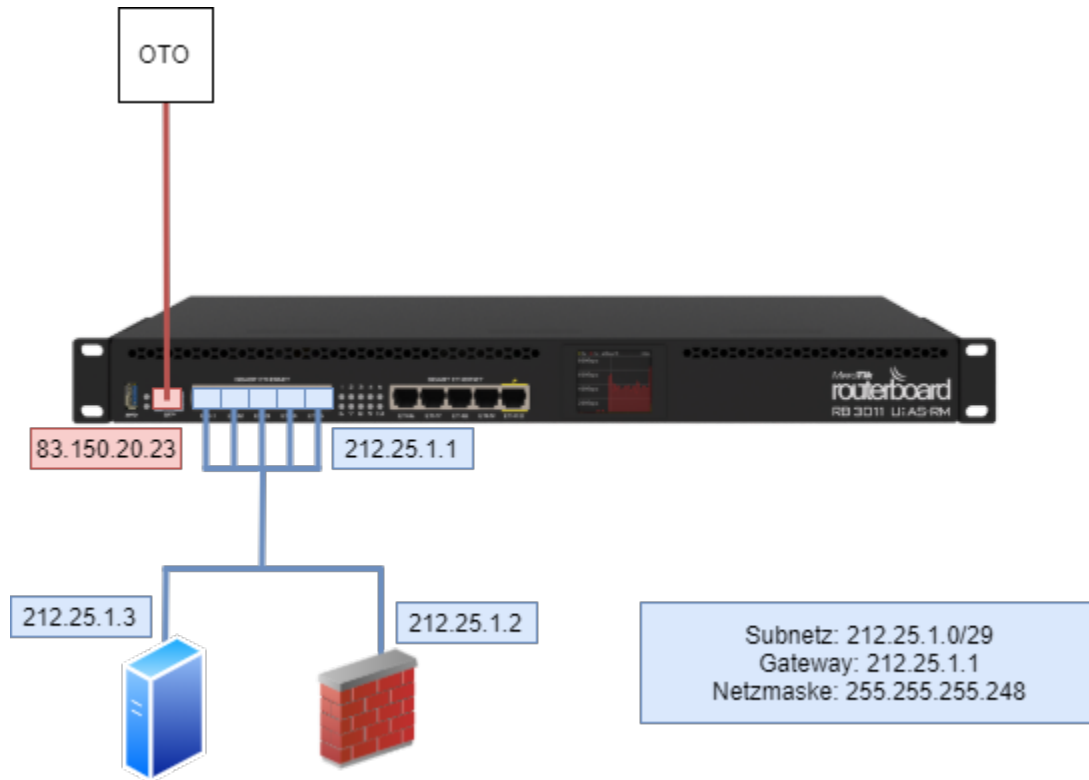 OTO
MikroTik
routerboard
RB 3011 UiAS-RM
83.150.20.23
212.25.1.1
212.25.1.3
212.25.1.2
Subnetz: 212.25.1.0/29
Gateway: 212.25.1.1
Netzmaske: 255.255.255.248